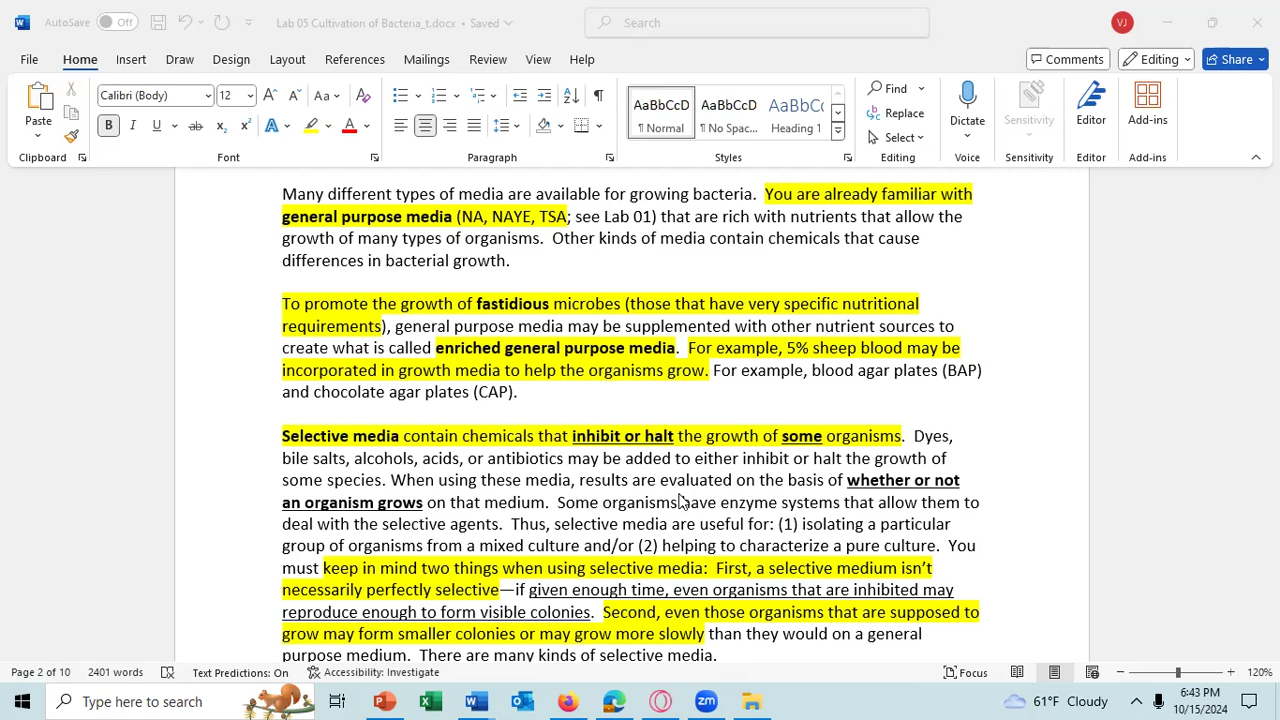 AutoSave Off Lab 05 Cultivation of Bacteria_t.docx • Saved Search VJ
File Home Insert Draw Design Layout References Mailings Review View Help Comments Editing Share
Paste Calibri (Body) 12 A A Aa A AaBbCcD AaBbCcD AaBbCc Find Replace Select Dictate Sensitivity Editor Add-ins
B I U ab x₂ x² A A ¶ Normal ¶ No Spac... Heading 1
Clipboard Font Paragraph Styles Editing Voice Sensitivity Editor Add-ins
Many different types of media are available for growing bacteria. You are already familiar with
general purpose media (NA, NAYE, TSA; see Lab 01) that are rich with nutrients that allow the
growth of many types of organisms. Other kinds of media contain chemicals that cause
differences in bacterial growth.
To promote the growth of fastidious microbes (those that have very specific nutritional
requirements), general purpose media may be supplemented with other nutrient sources to
create what is called enriched general purpose media. For example, 5% sheep blood may be
incorporated in growth media to help the organisms grow. For example, blood agar plates (BAP)
and chocolate agar plates (CAP).
Selective media contain chemicals that inhibit or halt the growth of some organisms. Dyes,
bile salts, alcohols, acids, or antibiotics may be added to either inhibit or halt the growth of
some species. When using these media, results are evaluated on the basis of whether or not
an organism grows on that medium. Some organisms have enzyme systems that allow them to
deal with the selective agents. Thus, selective media are useful for: (1) isolating a particular
group of organisms from a mixed culture and/or (2) helping to characterize a pure culture. You
must keep in mind two things when using selective media: First, a selective medium isn't
necessarily perfectly selective—if given enough time, even organisms that are inhibited may
reproduce enough to form visible colonies. Second, even those organisms that are supposed to
grow may form smaller colonies or may grow more slowly than they would on a general
purpose medium. There are many kinds of selective media.
Page 2 of 10 2401 words Text Predictions: On Accessibility: Investigate Focus 120%
Type here to search 61°F Cloudy 6:43 PM
10/15/2024